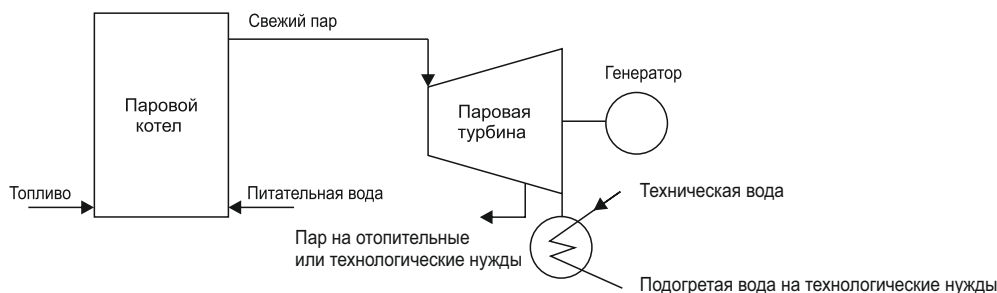 Свежий пар
Генератор
Паровой
котел
Паровая
турбина
Топливо
Питательная вода
Техническая вода
Пар на отопительные
или технологические нужды
Подогретая вода на технологические нужды